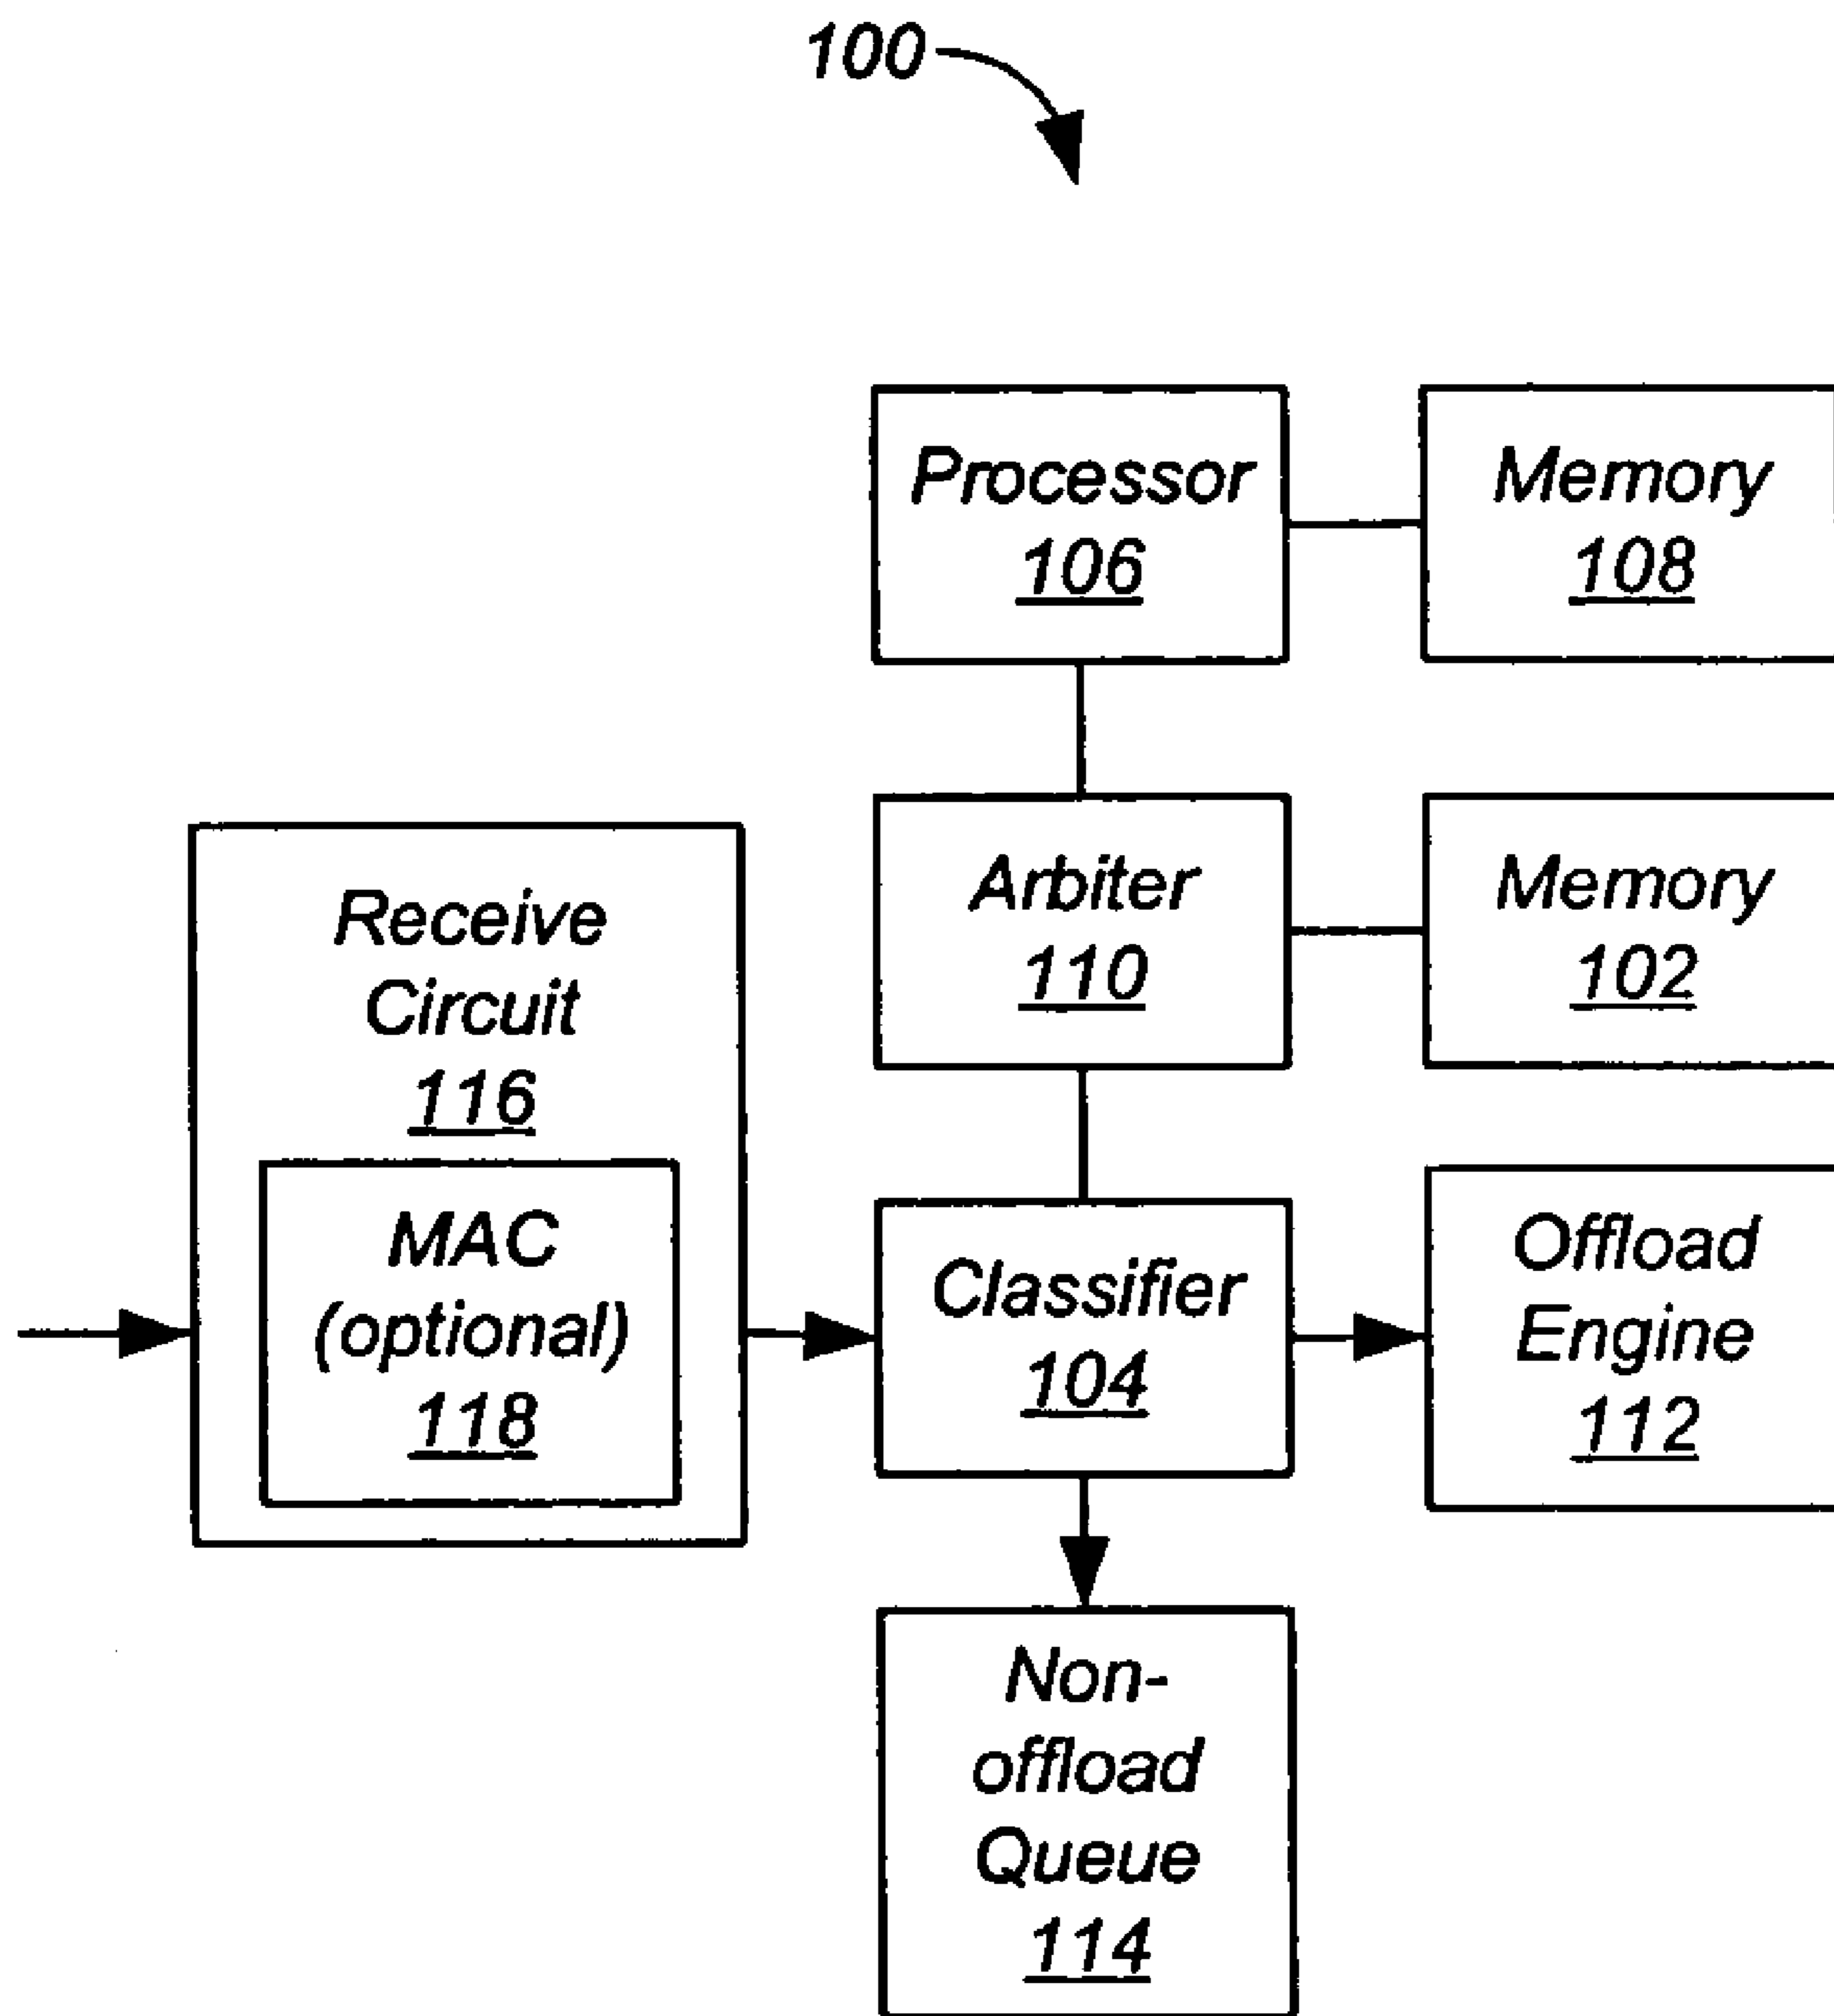 100
Processor
106
Memory
108
Arbiter
110
Memory
102
Receive
Circuit
116
MAC
(optional)
118
Classifier
104
Offload
Engine
112
Non-
offload
Queue
114